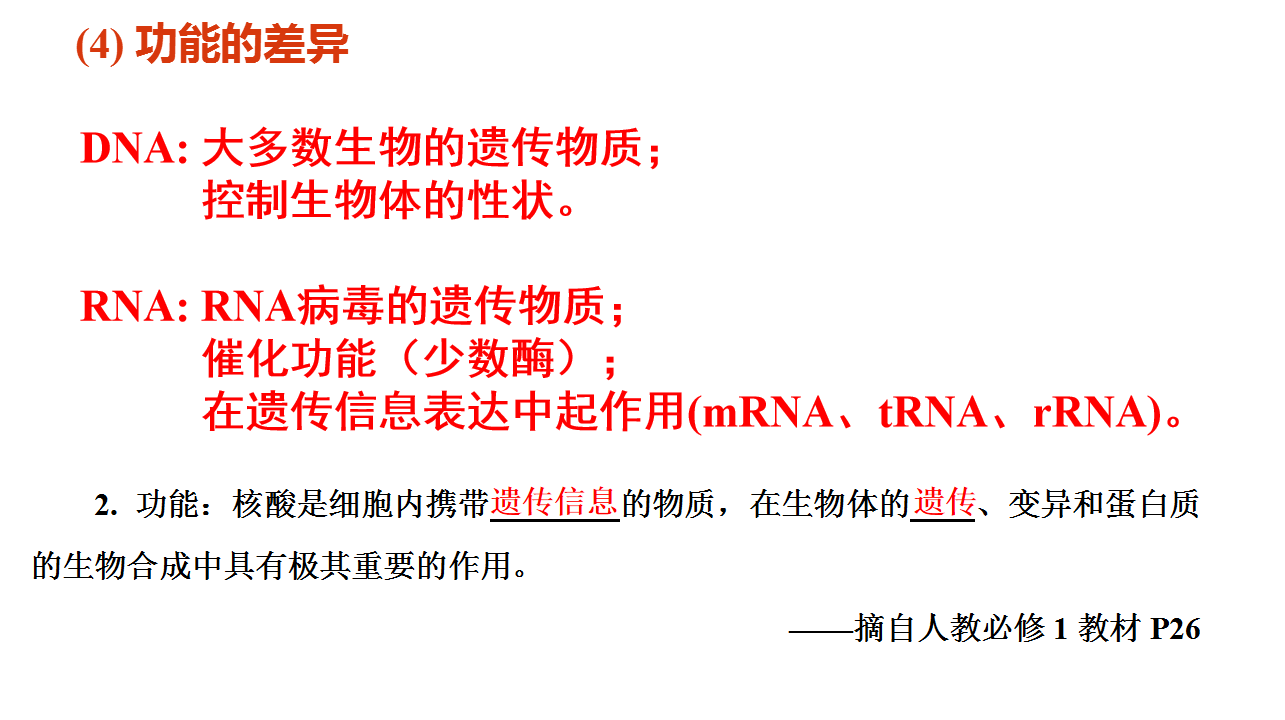 (4) 功能的差异
DNA: 大多数生物的遗传物质；
控制生物体的性状。
RNA: RNA病毒的遗传物质；
催化功能（少数酶）；
在遗传信息表达中起作用(mRNA、tRNA、rRNA)。
2. 功能：核酸是细胞内携带遗传信息的物质，在生物体的遗传、变异和蛋白质
的生物合成中具有极其重要的作用。
——摘自人教必修 1 教材 P26